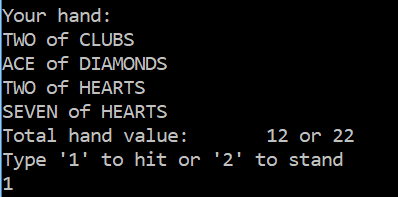 Your hand:
TWO of CLUBS
ACE of DIAMONDS
TWO of HEARTS
SEVEN of HEARTS
Total hand value:       12 or 22
Type '1' to hit or '2' to stand
1